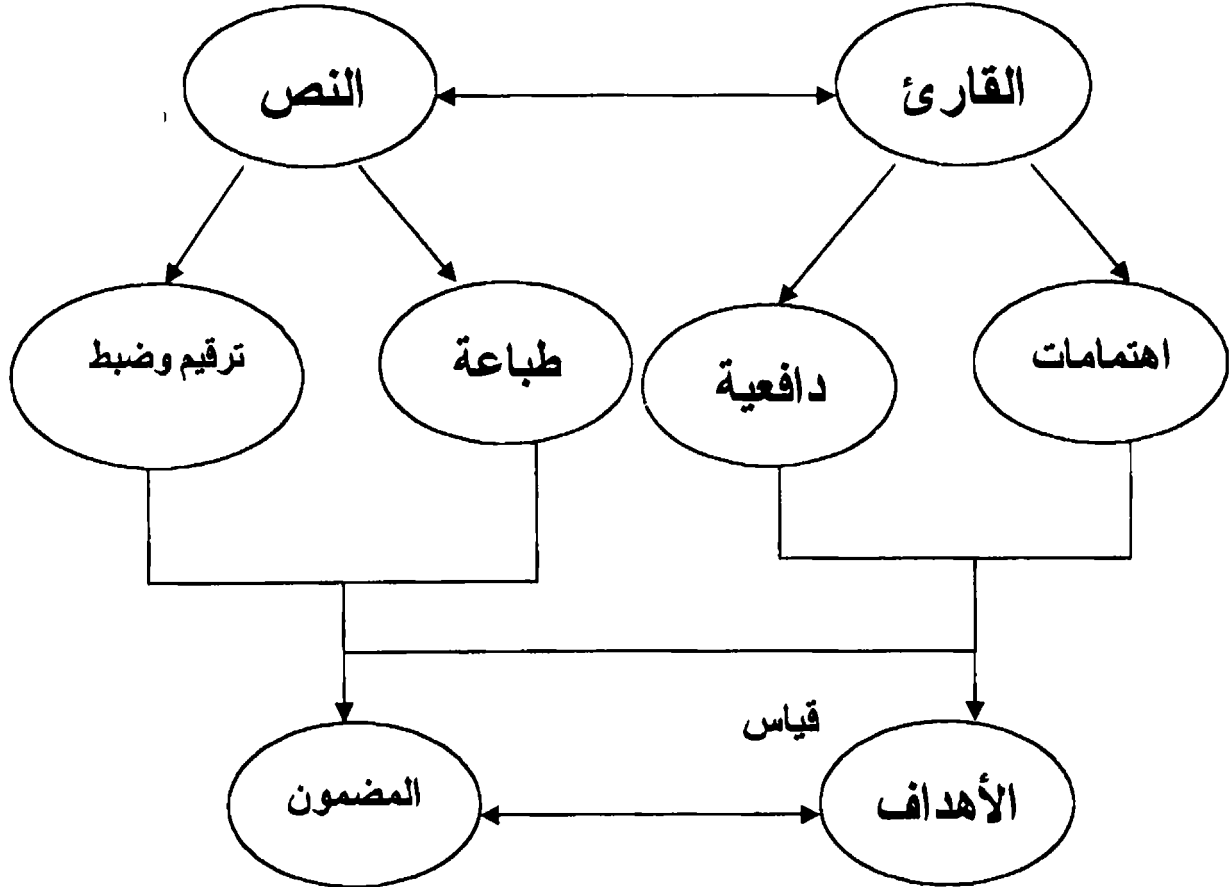 القارئ
النص
اهتمامات
دافعية
طباعة
ترقيم وضبط
قياس
الأهداف
المضمون